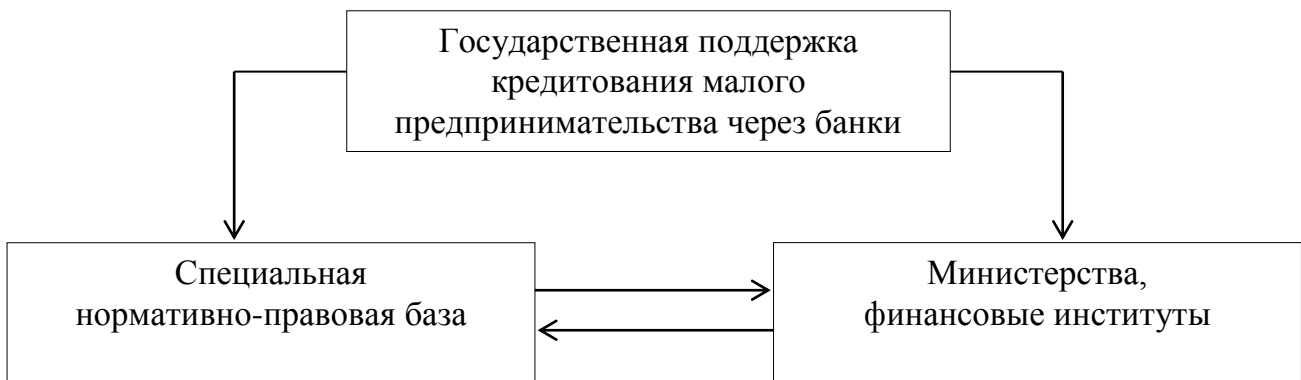 Государственная поддержка
кредитования малого
предпринимательства через банки
Специальная
нормативно-правовая база
Министерства,
финансовые институты